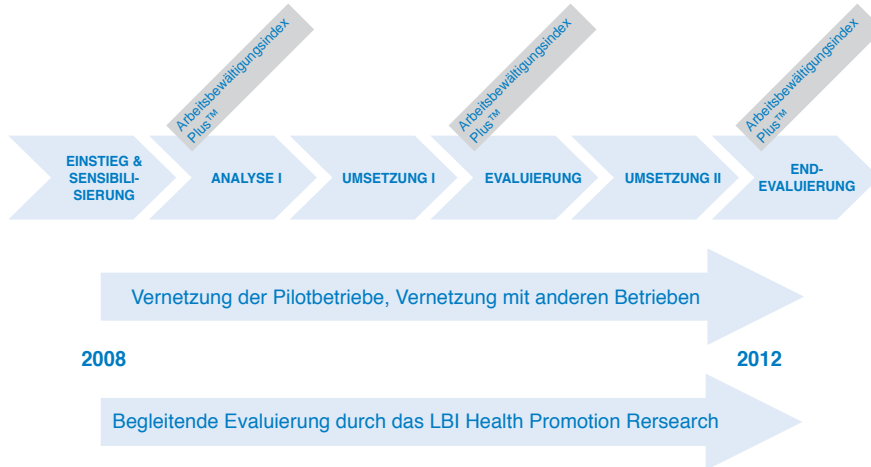 Arbeitsbewältigungsindex
Plus™
Arbeitsbewältigungsindex
Plus™
Arbeitsbewältigungsindex
Plus™
EINSTIEG &
SENSIBILI-
SIERUNG
ANALYSE I
UMSETZUNG I
EVALUIERUNG
UMSETZUNG II
END-
EVALUIERUNG
Vernetzung der Pilotbetriebe, Vernetzung mit anderen Betrieben
2008
2012
Begleitende Evaluierung durch das LBI Health Promotion Rersearch